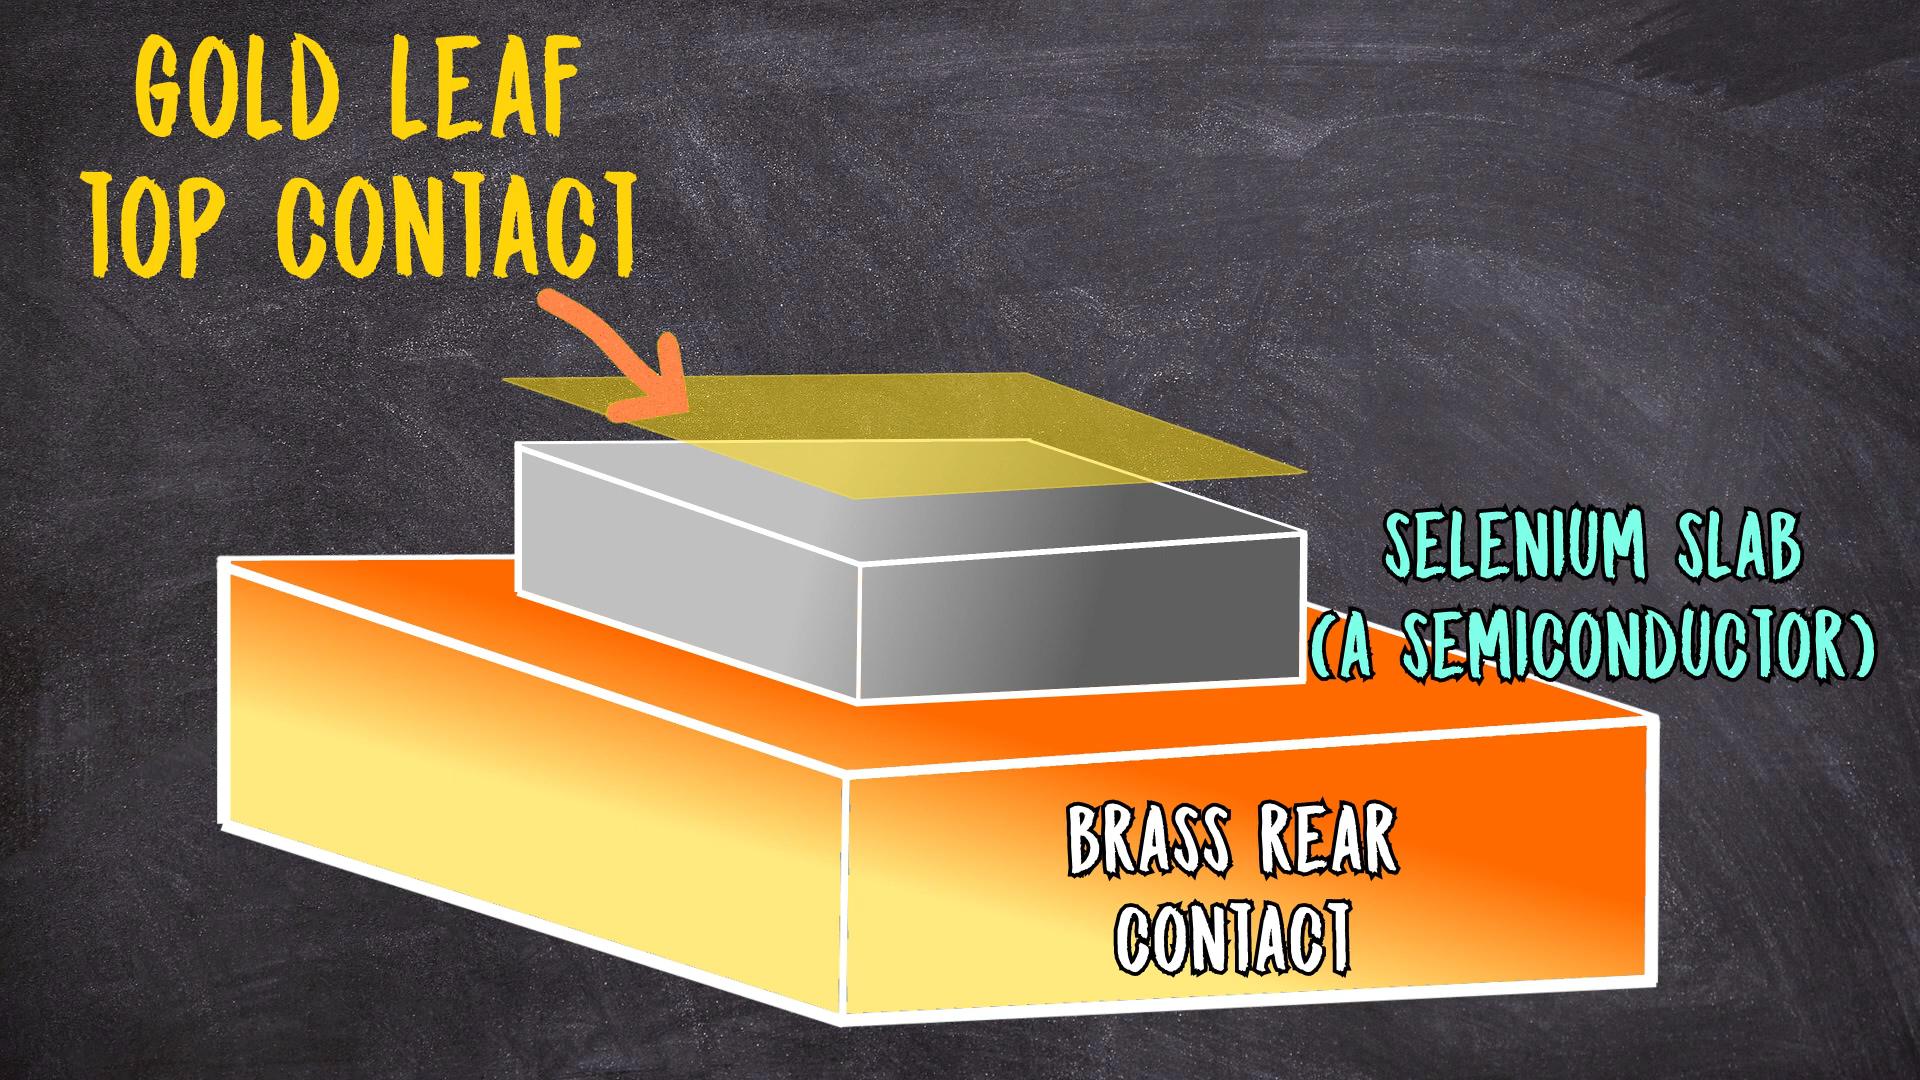 GOLD LEAF
TOP CONTACT
SELENIUM SLAB
(A SEMICONDUCTOR)
BRASS REAR
CONTACT